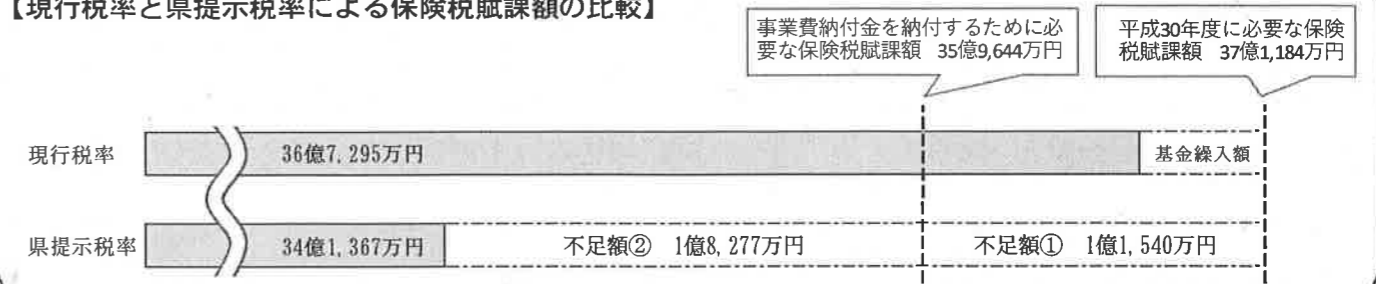 【現行税率と県提示税率による保険税賦課額の比較】
事業費納付金を納付するために必
要な保険税賦課額 35億9,644万円
平成30年度に必要な保険
税賦課額 37億1,184万円
現行税率
36億7,295万円
基金繰入額
県提示税率
34億1,367万円
不足額② 1億8,277万円
不足額① 1億1,540万円